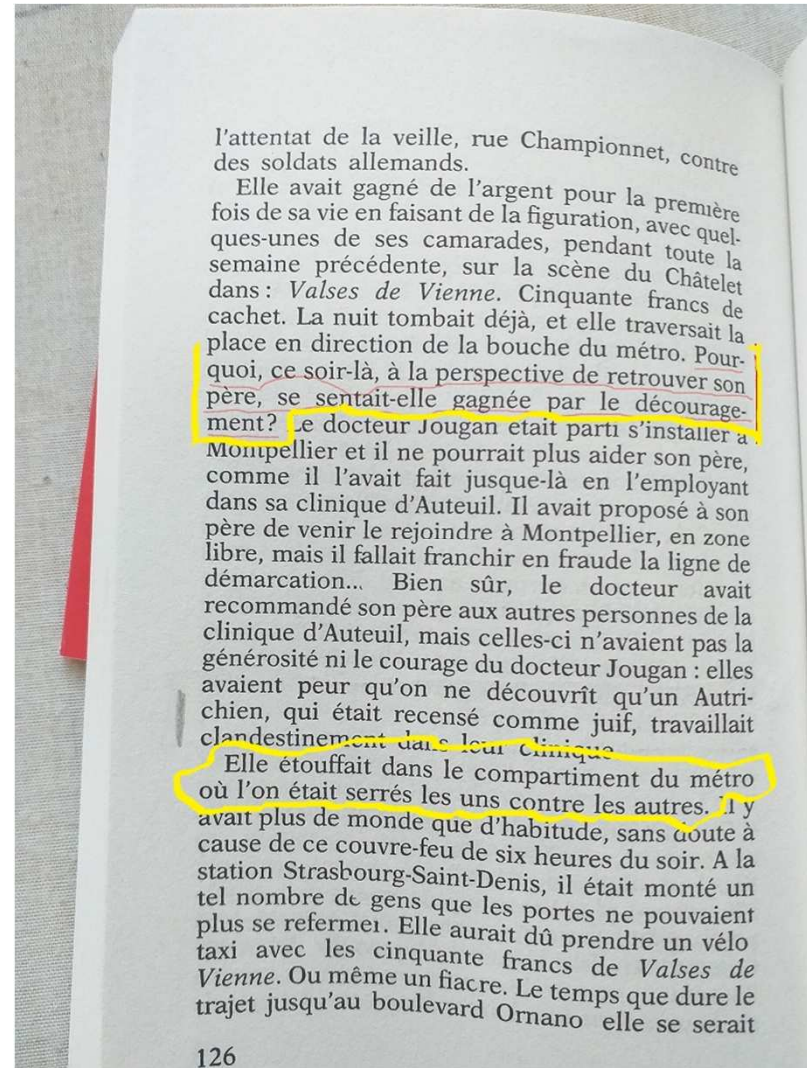 l'attentat de la veille, rue Championnet, contre
des soldats allemands.
Elle avait gagné de l'argent pour la première
fois de sa vie en faisant de la figuration, avec quel-
ques-unes de ses camarades, pendant toute la
semaine précédente, sur la scène du Châtelet
dans : Valses de Vienne. Cinquante francs de
cachet. La nuit tombait déjà, et elle traversait la
place en direction de la bouche du métro. Pour-
quoi, ce soir-là, à la perspective de retrouver son
père, se sentait-elle gagnée par le décourage-
ment? Le docteur Jougan était parti s'installer à
Montpellier et il ne pourrait plus aider son père,
comme il l'avait fait jusque-là en l'employant
dans sa clinique d'Auteuil. Il avait proposé à son
père de venir le rejoindre à Montpellier, en zone
libre, mais il fallait franchir en fraude la ligne de
démarcation... Bien sûr, le docteur avait
recommandé son père aux autres personnes de la
clinique d'Auteuil, mais celles-ci n'avaient pas la
générosité ni le courage du docteur Jougan : elles
avaient peur qu'on ne découvrît qu'un Autri-
chien, qui était recensé comme juif, travaillait
clandestinement dans leur clinique
Elle étouffait dans le compartiment du métro
où l'on était serrés les uns contre les autres. Il y
avait plus de monde que d'habitude, sans doute à
cause de ce couvre-feu de six heures du soir. A la
station Strasbourg-Saint-Denis, il était monté un
tel nombre de gens que les portes ne pouvaient
plus se refermer. Elle aurait dû prendre un vélo
taxi avec les cinquante francs de Valses de
Vienne. Ou même un fiacre. Le temps que dure le
trajet jusqu'au boulevard Ornano elle se serait
126